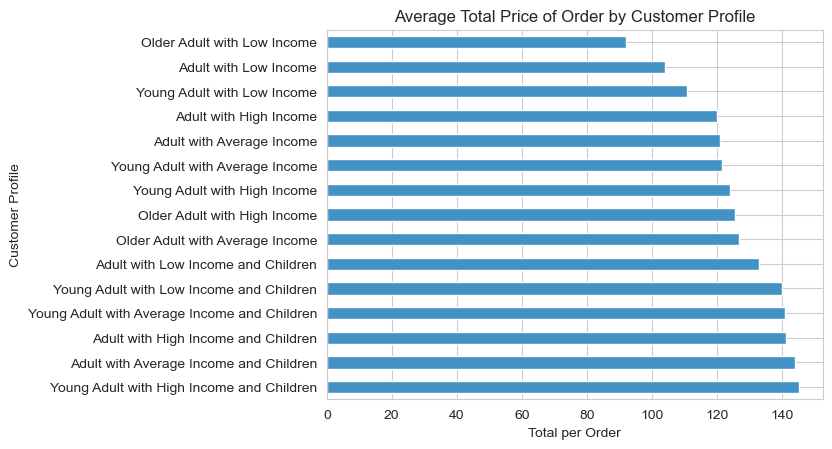 Average Total Price of Order by Customer Profile
Customer Profile
Older Adult with Low Income
Adult with Low Income
Young Adult with Low Income
Adult with High Income
Adult with Average Income
Young Adult with Average Income
Young Adult with High Income
Older Adult with High Income
Older Adult with Average Income
Adult with Low Income and Children
Young Adult with Low Income and Children
Young Adult with Average Income and Children
Adult with High Income and Children
Adult with Average Income and Children
Young Adult with High Income and Children
0 20 40 60 80 100 120 140
Total per Order